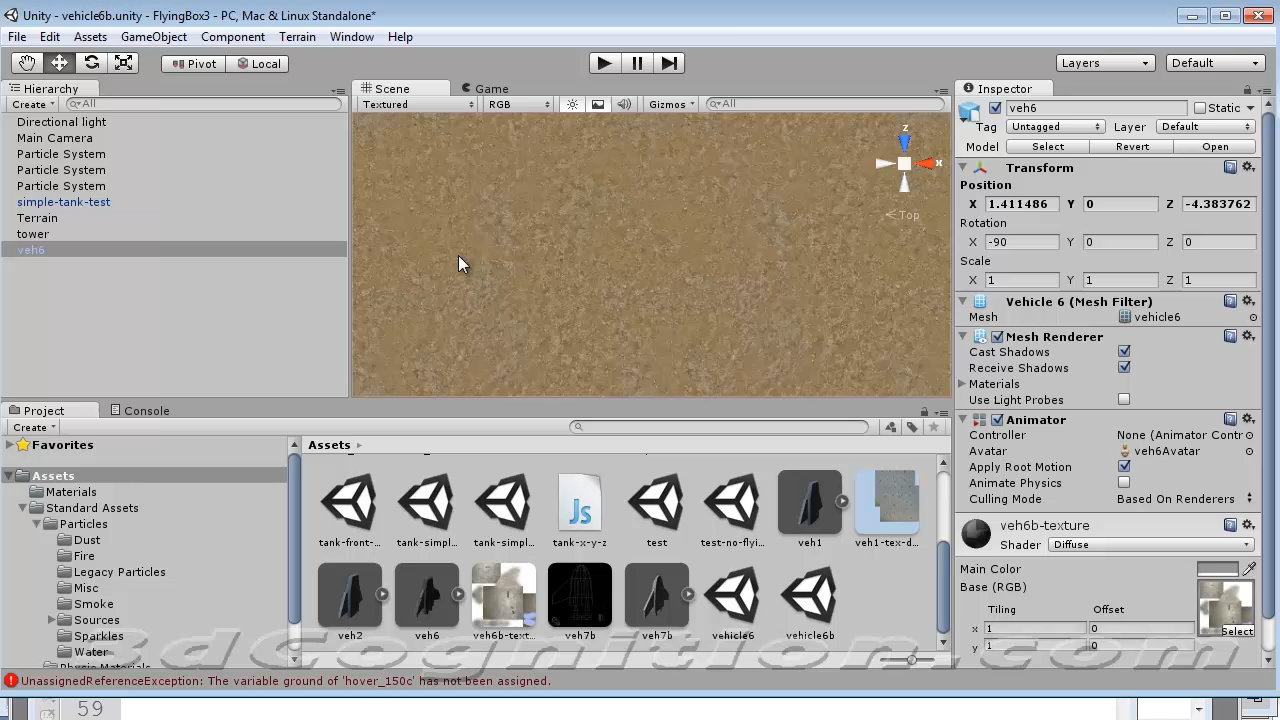 Unity - vehicle6b.unity - FlyingBox3 - PC, Mac & Linux Standalone*
File Edit Assets GameObject Component Terrain Window Help
Pivot Local Layers Default
Hierarchy
Create All
Directional light
Main Camera
Particle System
Particle System
Particle System
simple-tank-test
Terrain
tower
veh6
Scene Game
Textured RGB Gizmos All
z
x
Top
Inspector
veh6 Static
Tag Untagged Layer Default
Model Select Revert Open
Transform
Position
X 1.411486 Y 0 Z -4.383762
Rotation
X -90 Y 0 Z 0
Scale
X 1 Y 1 Z 1
Vehicle 6 (Mesh Filter)
Mesh vehicle6
Mesh Renderer
Cast Shadows
Receive Shadows
Materials
Use Light Probes
Animator
Controller None (Animator Contr
Avatar veh6Avatar
Apply Root Motion
Animate Physics
Culling Mode Based On Renderers
veh6b-texture
Shader Diffuse
Main Color
Base (RGB)
Tiling Offset
x 1 0
y 1 0
Select
Project Console
Create
Favorites
Assets
Materials
Standard Assets
Particles
Dust
Fire
Legacy Particles
Misc
Smoke
Sources
Sparkles
Water
Physic Materials
Assets
tank-front-... tank-simpl... tank-simpl... tank-x-y-z test test-no-flyi... veh1 veh1-tex-d...
Js
veh2 veh6 veh6b-text... veh7b veh7b vehicle6 vehicle6b
3dCognition.com
UnassignedReferenceException: The variable ground of 'hover_150c' has not been assigned.
59